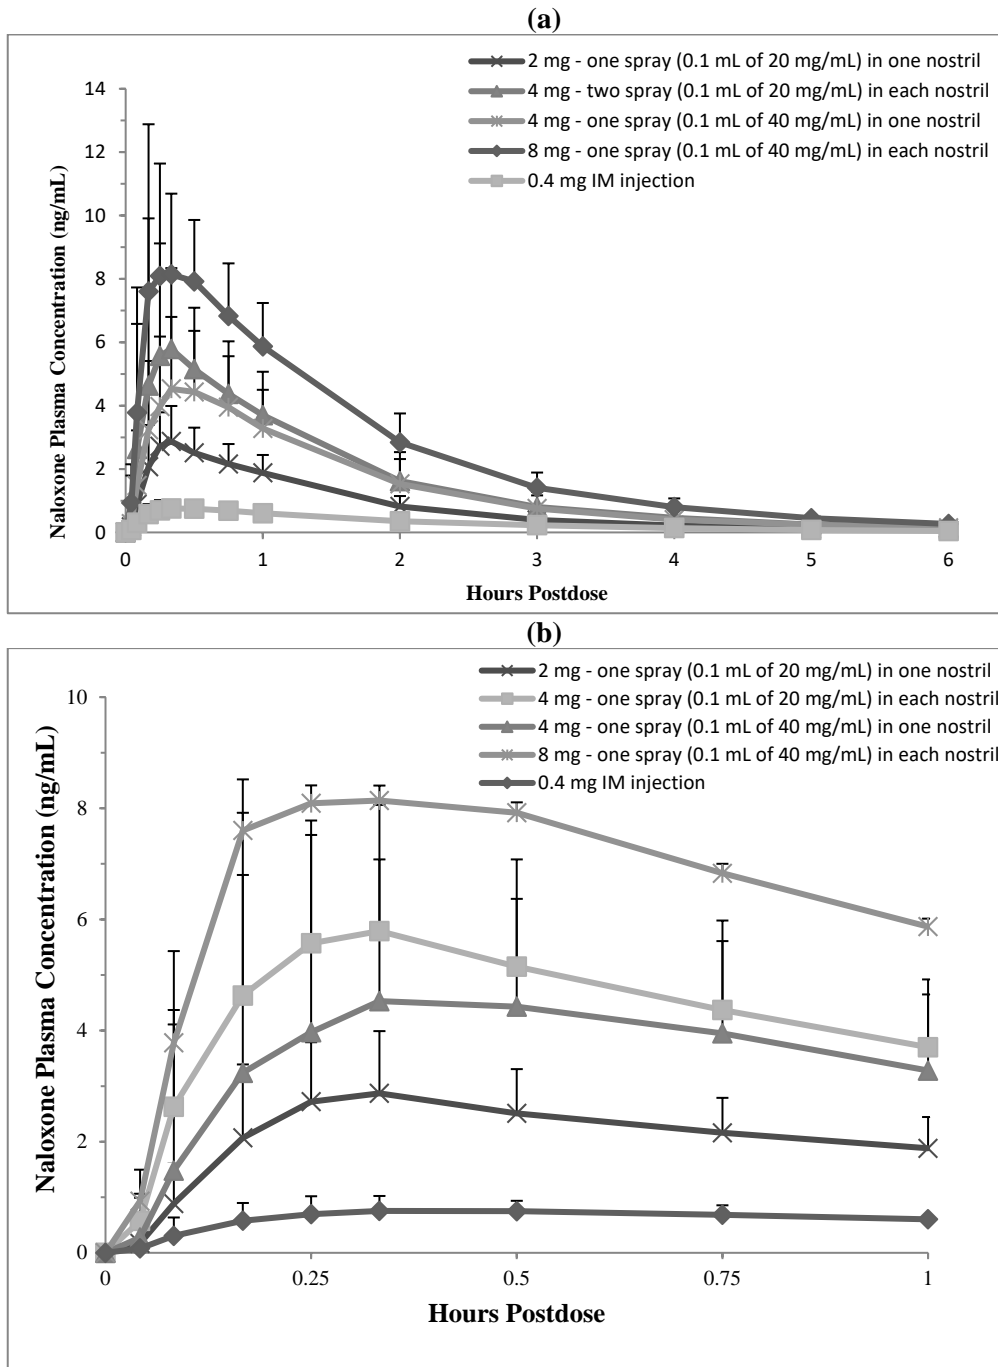 (a)
2 mg - one spray (0.1 mL of 20 mg/mL) in one nostril
4 mg - two spray (0.1 mL of 20 mg/mL) in each nostril
4 mg - one spray (0.1 mL of 40 mg/mL) in one nostril
8 mg - one spray (0.1 mL of 40 mg/mL) in each nostril
0.4 mg IM injection
Naloxone Plasma Concentration (ng/mL)
14
12
10
8
6
4
2
0
0 1 2 3 4 5 6
Hours Postdose
(b)
2 mg - one spray (0.1 mL of 20 mg/mL) in one nostril
4 mg - one spray (0.1 mL of 20 mg/mL) in each nostril
4 mg - one spray (0.1 mL of 40 mg/mL) in one nostril
8 mg - one spray (0.1 mL of 40 mg/mL) in each nostril
0.4 mg IM injection
Naloxone Plasma Concentration (ng/mL)
10
8
6
4
2
0
0 0.25 0.5 0.75 1
Hours Postdose